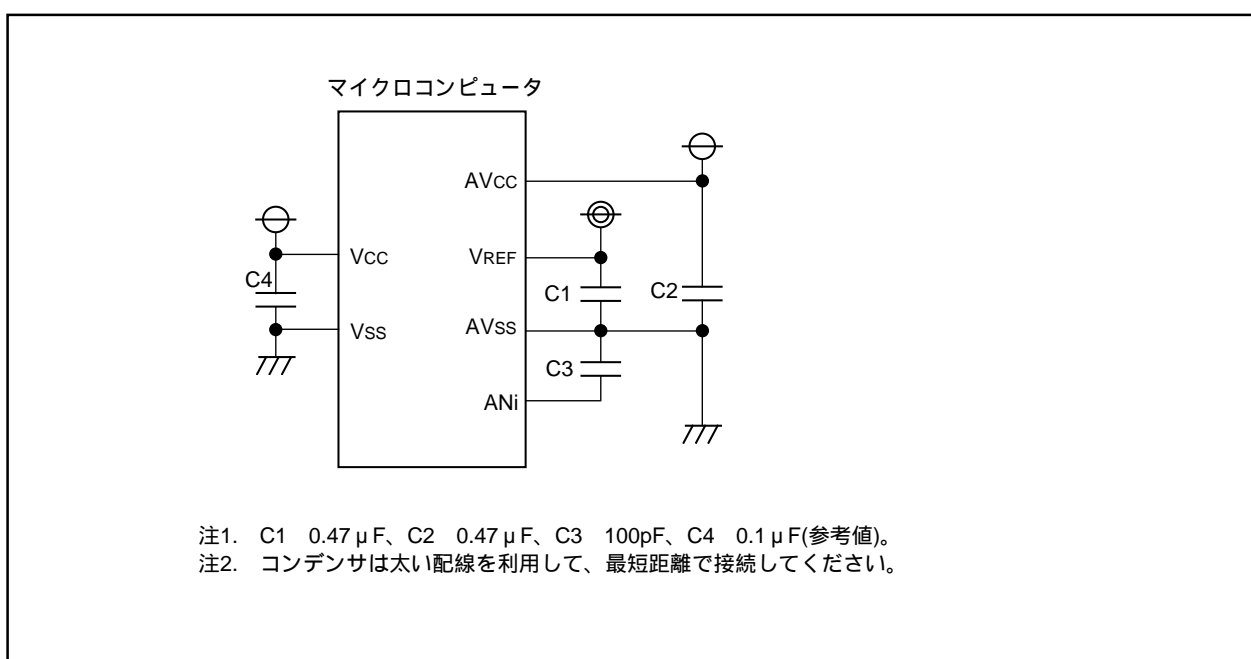 マイクロコンピュータ
AVCC
VCC
VREF
C4
C1
C2
VSS
AVSS
C3
ANi
注1. C1 0.47μF、C2 0.47μF、C3 100pF、C4 0.1μF(参考値)。
注2. コンデンサは太い配線を利用して、最短距離で接続してください。